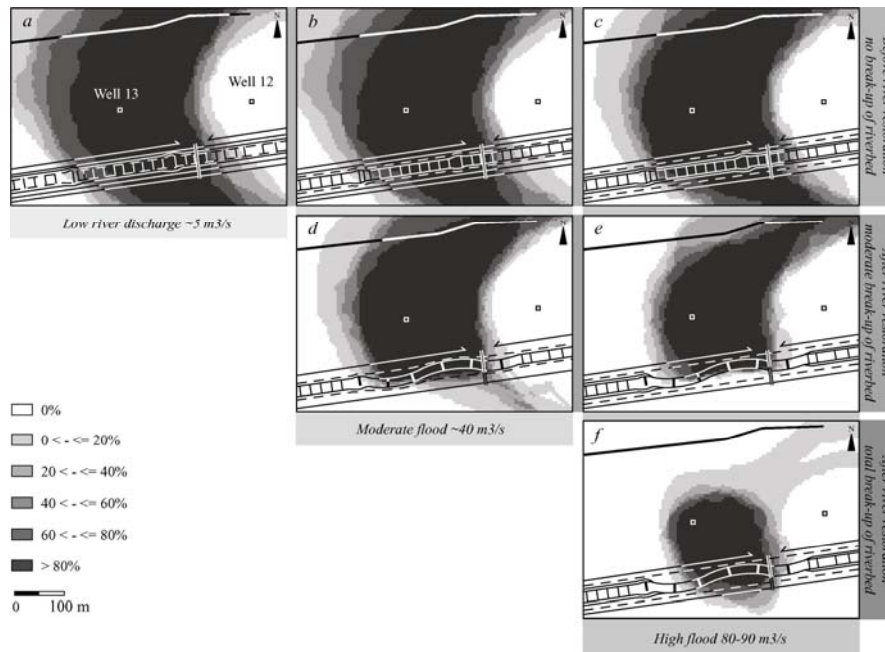 a
N
b
N
c
N
Well 13
Well 12
no break-up of riverbed
Low river discharge ~5 m3/s
d
N
e
N
moderate break-up of riverbed
Moderate flood ~40 m3/s
f
N
total break-up of riverbed
High flood 80-90 m3/s
0%
0 < - <= 20%
20 < - <= 40%
40 < - <= 60%
60 < - <= 80%
> 80%
0 100 m